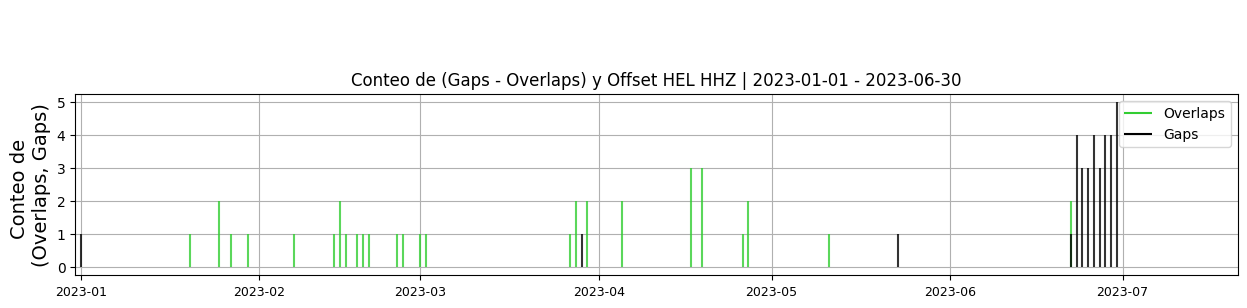 Conteo de (Gaps - Overlaps) y Offset HEL HHZ | 2023-01-01 - 2023-06-30
Conteo de
(Overlaps, Gaps)
5
4
3
2
1
0
Overlaps
Gaps
2023-01
2023-02
2023-03
2023-04
2023-05
2023-06
2023-07